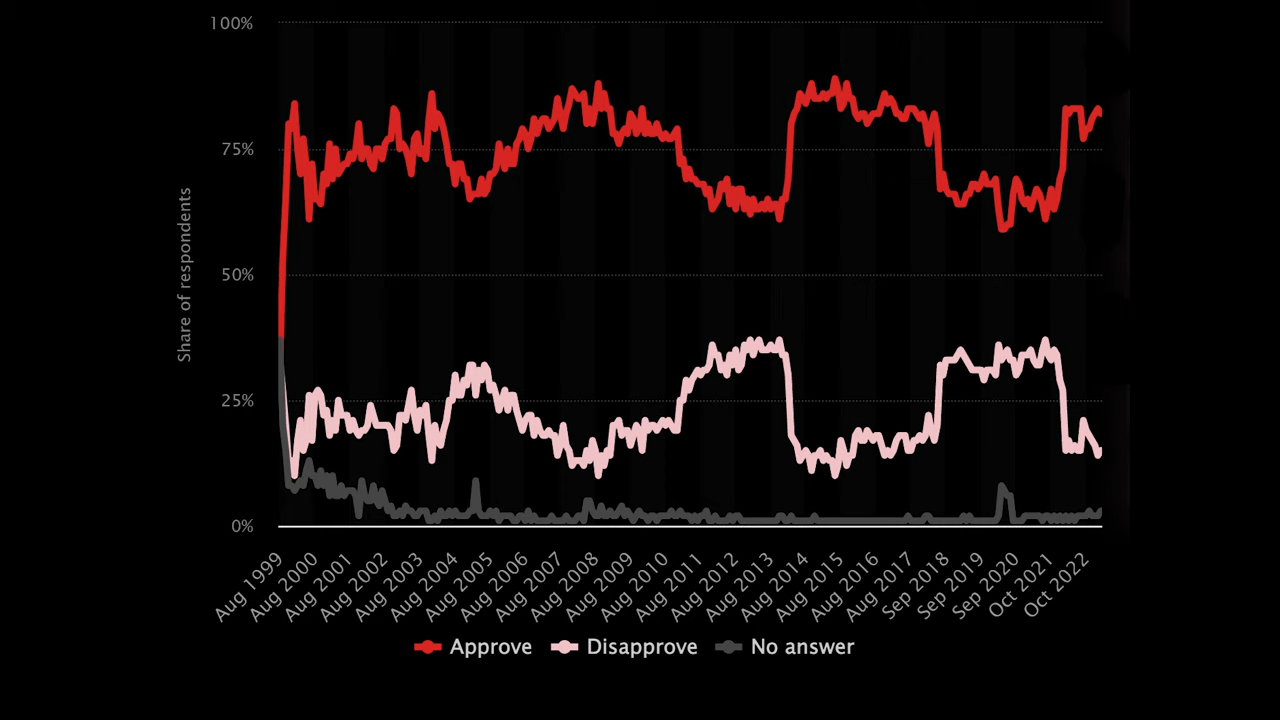 100%
75%
50%
25%
0%
Share of respondents
Aug 1999
Aug 2000
Aug 2001
Aug 2002
Aug 2003
Aug 2004
Aug 2005
Aug 2006
Aug 2007
Aug 2008
Aug 2009
Aug 2010
Aug 2011
Aug 2012
Aug 2013
Aug 2014
Aug 2015
Aug 2016
Aug 2017
Sep 2018
Sep 2019
Sep 2020
Oct 2021
Oct 2022
Approve Disapprove No answer